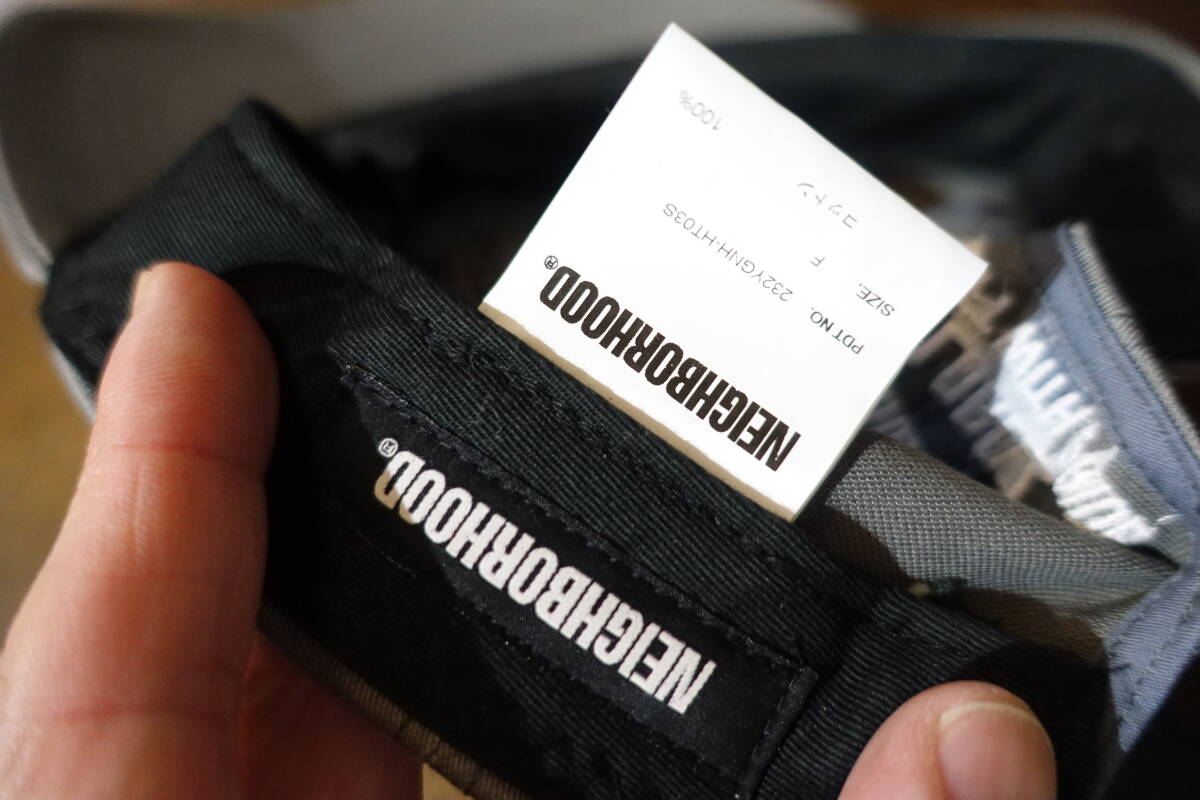 NEIGHBORHOOD®
PDT NO. 232YGNH-HT03S
SIZE. F
コットン 100%
NEIGHBORHOOD®